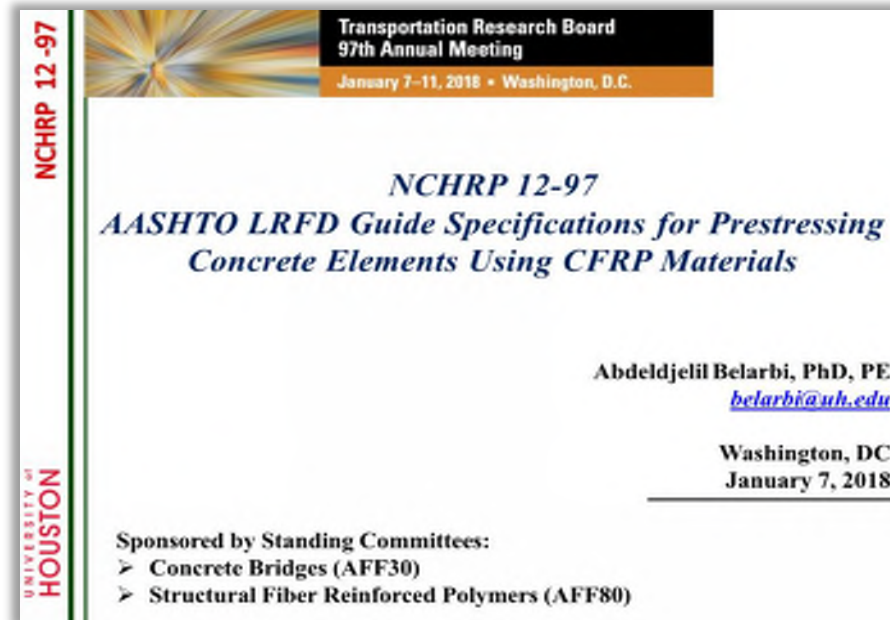 Transportation Research Board
97th Annual Meeting
January 7–11, 2018 • Washington, D.C.
NCHRP 12 -97
NCHRP 12-97
AASHTO LRFD Guide Specifications for Prestressing
Concrete Elements Using CFRP Materials
Abdeldjelil Belarbi, PhD, PE
belarbi@uh.edu
Washington, DC
January 7, 2018
UNIVERSITY of
HOUSTON
Sponsored by Standing Committees:
➢ Concrete Bridges (AFF30)
➢ Structural Fiber Reinforced Polymers (AFF80)